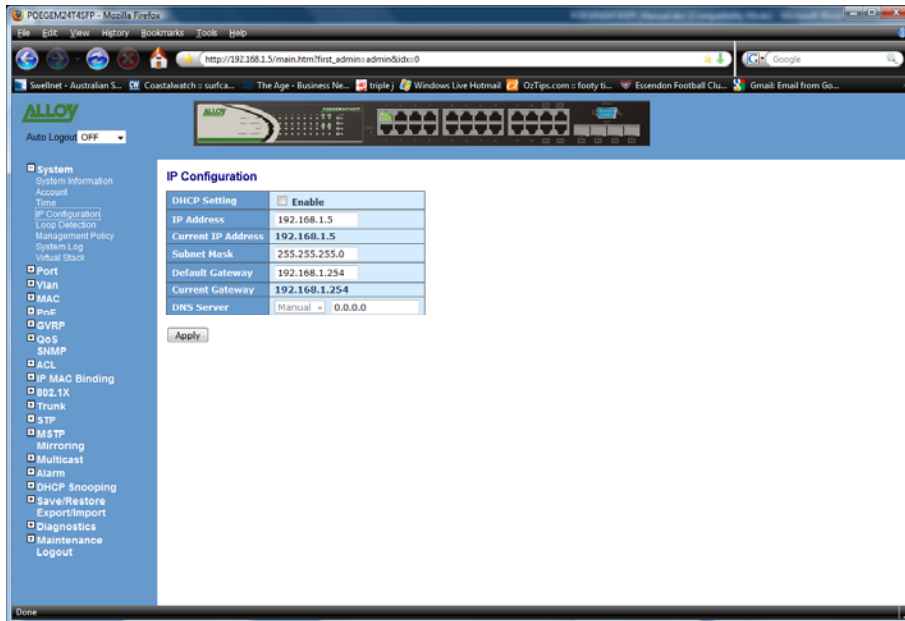 POEGEM24T4SFP - Mozilla Firefox
File Edit View History Bookmarks Tools Help
http://192.168.1.5/main.htm?first_admin=admin&idx=0
Google
Swellnet - Australian S... Coastalwatch :: surfca... The Age - Business Ne... triple j Windows Live Hotmail OzTips.com :: footy ti... Essendon Football Clu... Gmail: Email from Goo...
ALLOY
Auto Logout OFF
ALLOY
System
System Information
Account
Time
IP Configuration
Loop Detection
Management Policy
System Log
Virtual Stack
Port
Vlan
MAC
PoE
GVRP
QoS
SNMP
ACL
IP MAC Binding
802.1X
Trunk
STP
MSTP
Mirroring
Multicast
Alarm
DHCP Snooping
Save/Restore
Export/Import
Diagnostics
Maintenance
Logout
IP Configuration
DHCP Setting Enable
IP Address 192.168.1.5
Current IP Address 192.168.1.5
Subnet Mask 255.255.255.0
Default Gateway 192.168.1.254
Current Gateway 192.168.1.254
DNS Server Manual 0.0.0.0
Apply
Done